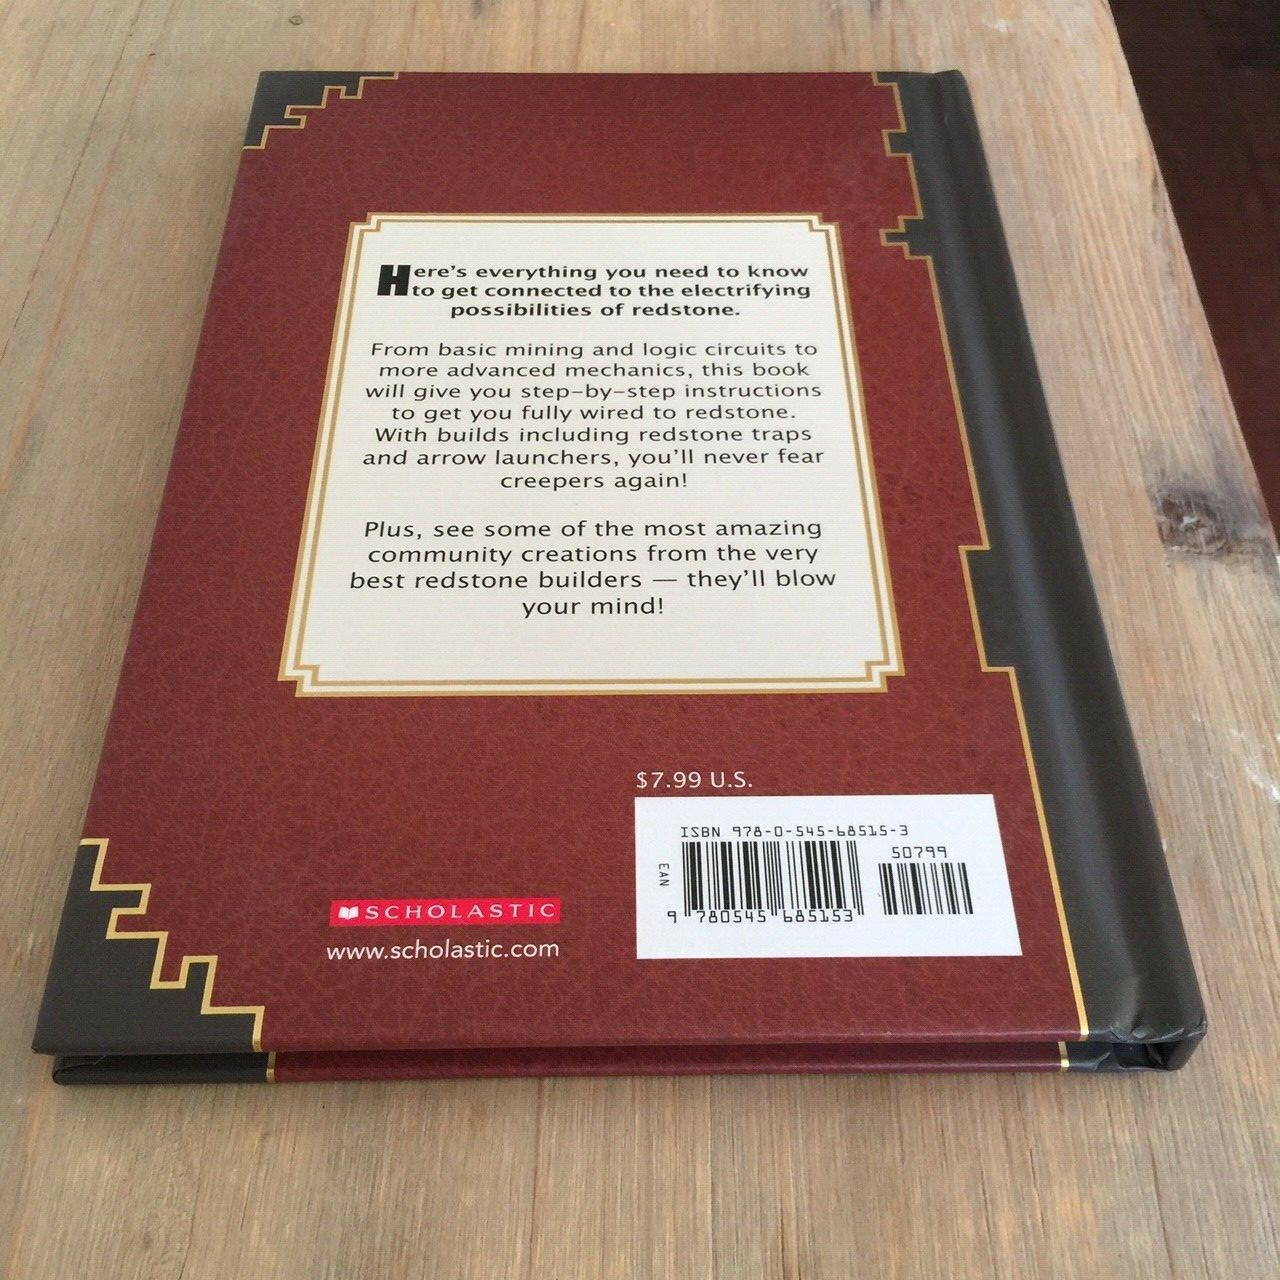 Here's everything you need to know
to get connected to the electrifying
possibilities of redstone.
From basic mining and logic circuits to
more advanced mechanics, this book
will give you step-by-step instructions
to get you fully wired to redstone.
With builds including redstone traps
and arrow launchers, you'll never fear
creepers again!
Plus, see some of the most amazing
community creations from the very
best redstone builders — they'll blow
your mind!
$7.99 U.S.
ISBN 978-0-545-68515-3
50799
EAN
9 780545 685153
SCHOLASTIC
www.scholastic.com